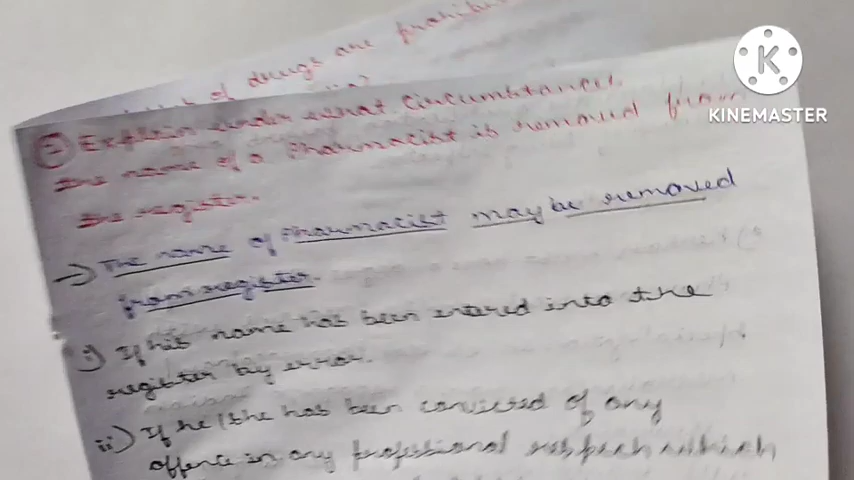 of drugs are
KINEMASTER
Explain under what circumstances
the name of a Pharmacist is removed from
the register.
→ The name of Pharmacist may be removed
from register.
i) If his name has been entered into the
register by error.
ii) If he/she has been convicted of any
offence in any professional which